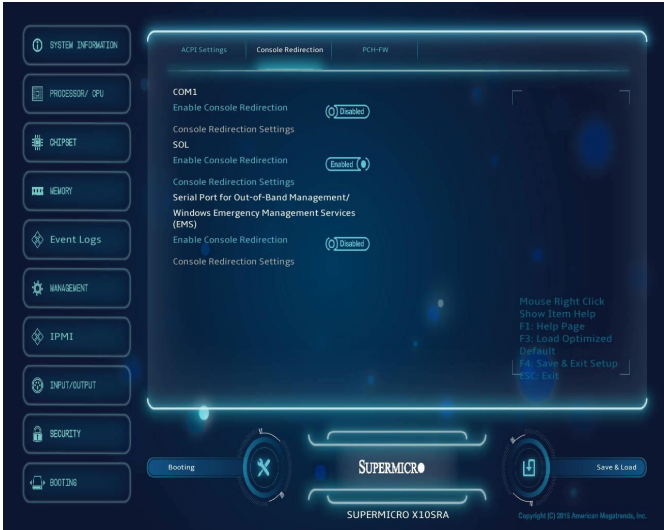 SYSTEM INFORMATION
PROCESSOR/ CPU
CHIPSET
MEMORY
Event Logs
MANAGEMENT
IPMI
INPUT/OUTPUT
SECURITY
BOOTING
ACPI Settings
Console Redirection
PCH-FW
COM1
Enable Console Redirection
Disabled
Console Redirection Settings
SOL
Enable Console Redirection
Enabled
Console Redirection Settings
Serial Port for Out-of-Band Management/
Windows Emergency Management Services
(EMS)
Enable Console Redirection
Disabled
Console Redirection Settings
Mouse Right Click
Show Item Help
F1: Help Page
F3: Load Optimized
Default
F4: Save & Exit Setup
ESC: Exit
Booting
SUPERMICRO
Save & Load
SUPERMICRO X10SRA
Copyright (C) 2015 American Megatrends, Inc.